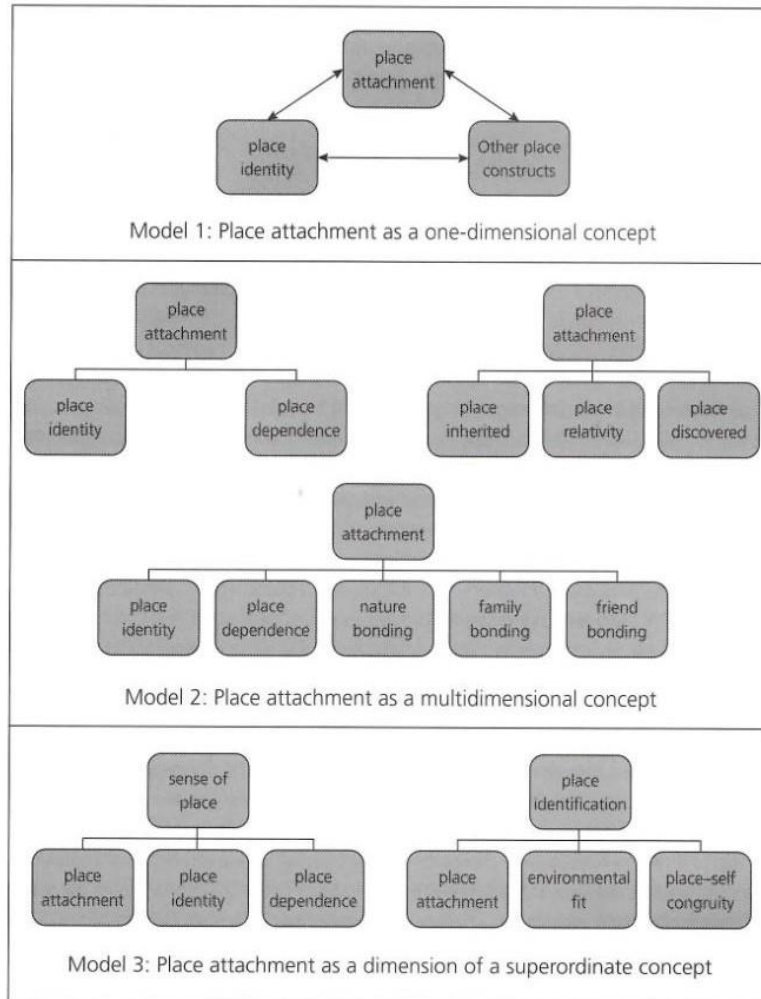 place
attachment
place
identity
Other place
constructs
Model 1: Place attachment as a one-dimensional concept
place
attachment
place
identity
place
dependence
place
attachment
place
inherited
place
relativity
place
discovered
place
attachment
place
identity
place
dependence
nature
bonding
family
bonding
friend
bonding
Model 2: Place attachment as a multidimensional concept
sense of
place
place
attachment
place
identity
place
dependence
place
identification
place
attachment
environmental
fit
place–self
congruity
Model 3: Place attachment as a dimension of a superordinate concept